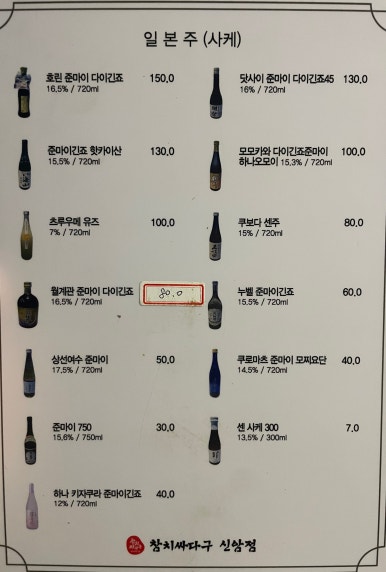 일 본 주 (사케)
호린 준마이 다이긴죠 150,0
16,5% / 720ml
닷사이 준마이 다이긴죠45 130,0
16% / 720ml
준마이긴죠 핫카이산 130,0
15,5% / 720ml
모모카와 다이긴죠준마이 100,0
하나오모이 15,3% / 720ml
츠루우메 유즈 100,0
7% / 720ml
쿠보다 센주 80,0
15% / 720ml
월계관 준마이 다이긴죠 80.0
16,5% / 720ml
누벨 준마이긴죠 60,0
15.5% / 720ml
상선여수 준마이 50,0
17,5% / 720ml
쿠로마츠 준마이 모찌요단 40,0
14.5% / 720ml
준마이 750 30,0
15,6% / 750ml
센 사케 300 7.0
13,5% / 300ml
하나 키자쿠라 준마이긴죠 40,0
12% / 720ml
참치싸다구 신암점